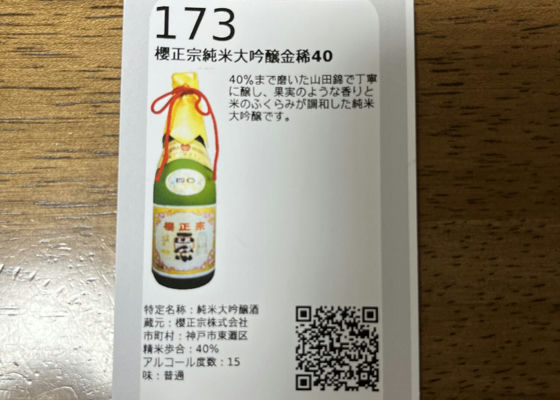 173
櫻正宗純米大吟醸金稀40
40%まで磨いた山田錦で丁寧
に醸し、果実のような香りと
米のふくらみが調和した純米
大吟醸です。
櫻正宗
特定名称：純米大吟醸酒
蔵元：櫻正宗株式会社
市町村：神戸市東灘区
精米歩合：40%
アルコール度数：15
味：普通